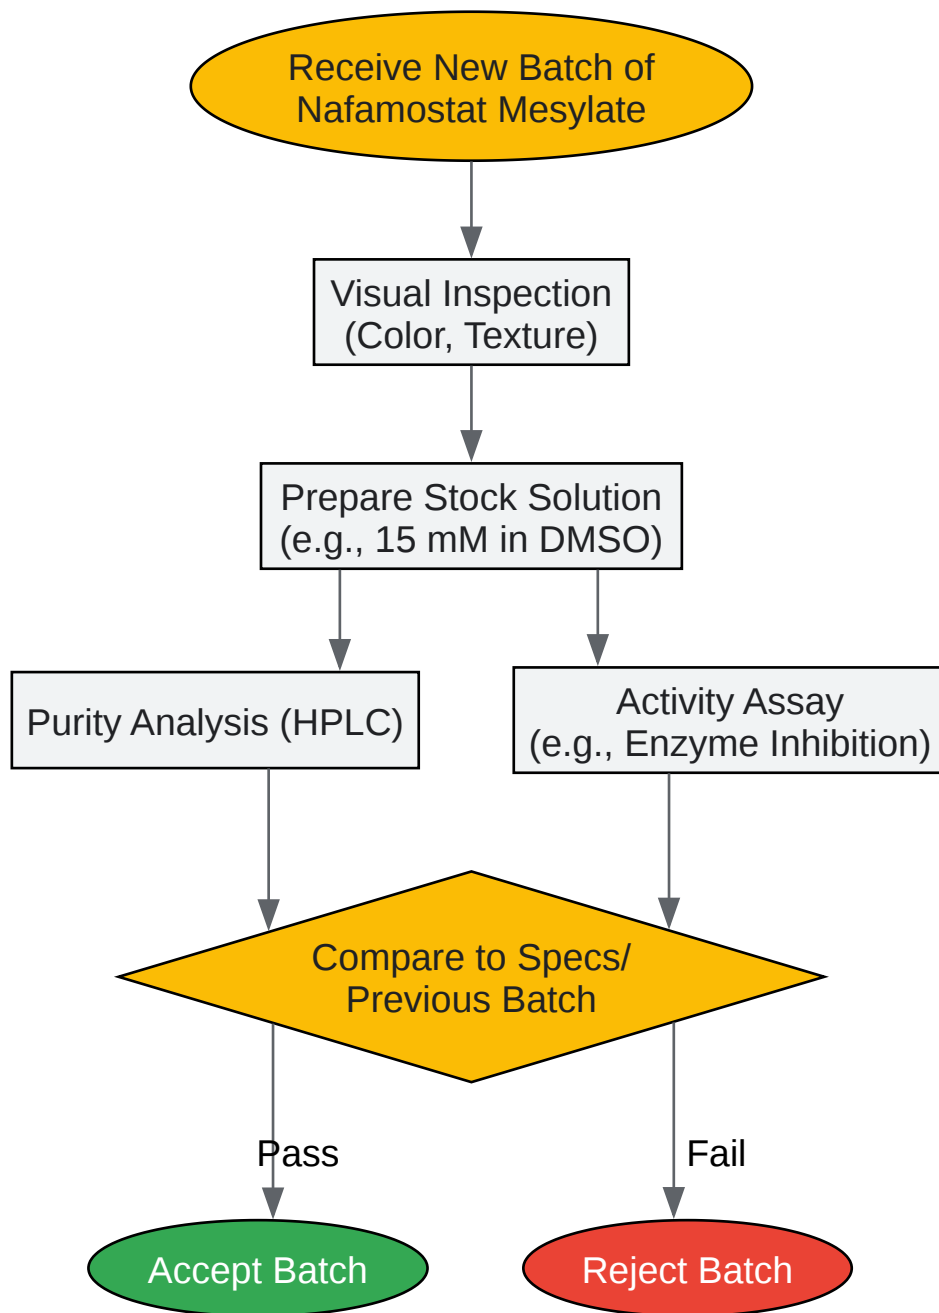 Receive New Batch of
Nafamostat Mesylate
Visual Inspection
(Color, Texture)
Prepare Stock Solution
(e.g., 15 mM in DMSO)
Purity Analysis (HPLC)
Activity Assay
(e.g., Enzyme Inhibition)
Compare to Specs/
Previous Batch
Pass
Fail
Accept Batch
Reject Batch